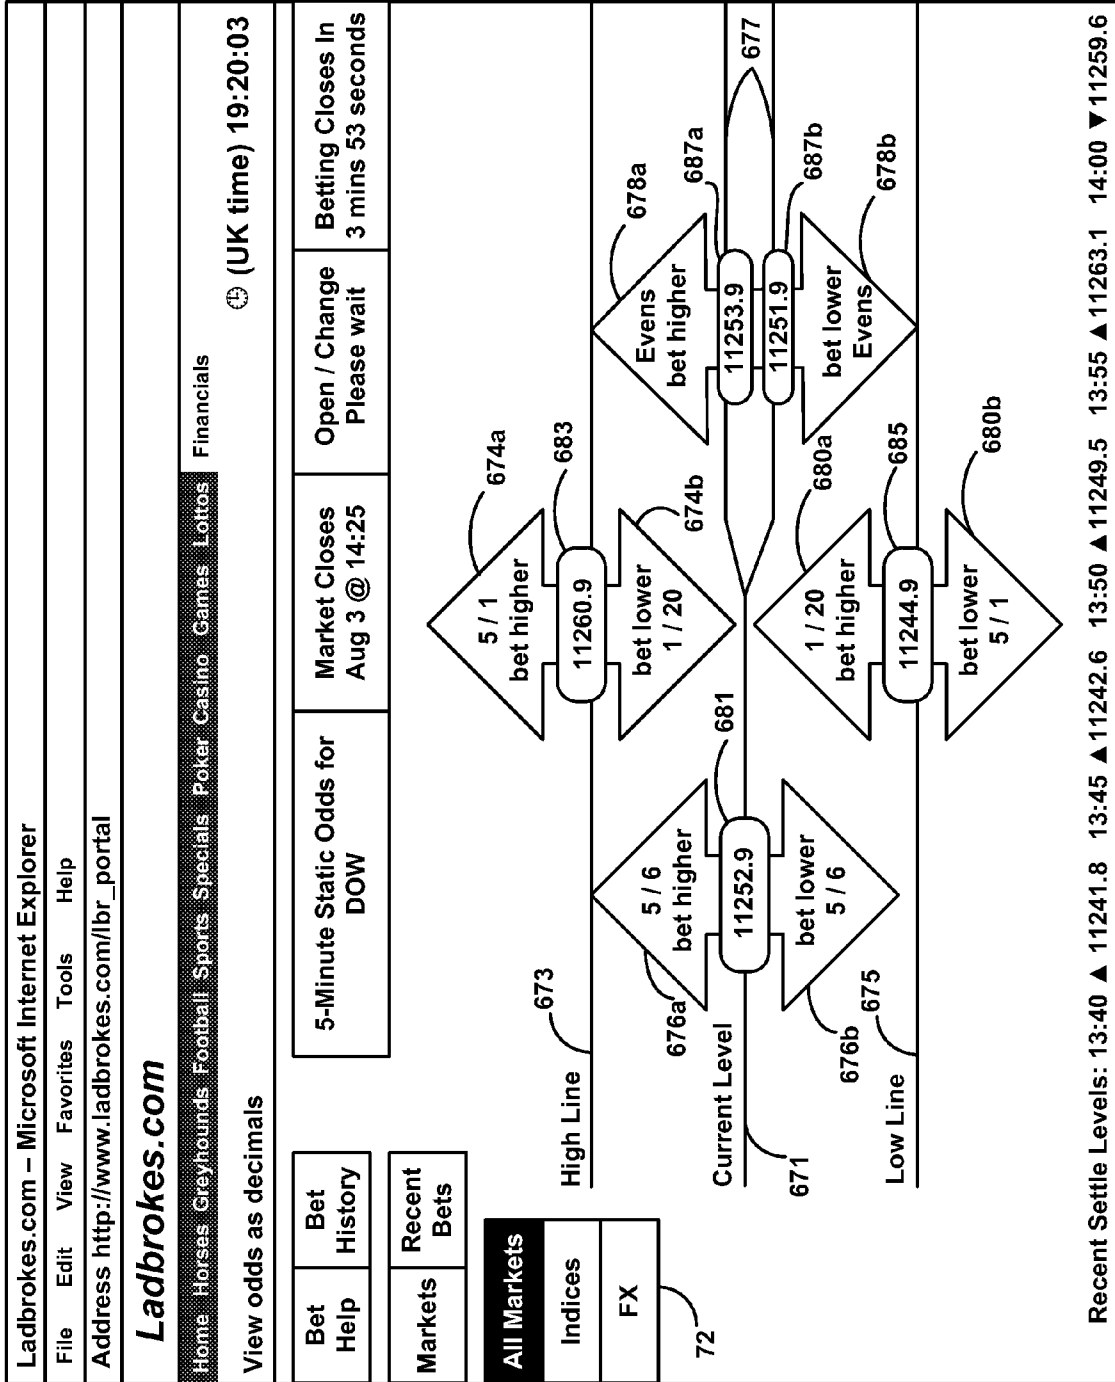 Ladbrokes.com – Microsoft Internet Explorer
File Edit View Favorites Tools Help
Address http://www.ladbrokes.com/lbr_portal
Ladbrokes.com
Home Horses Greyhounds Football Sports Specials Poker Casino Games Lottos Financials
View odds as decimals
(UK time) 19:20:03
Bet Help
Bet History
5-Minute Static Odds for DOW
Market Closes
Aug 3 @ 14:25
Open / Change
Please wait
Betting Closes In
3 mins 53 seconds
Markets
Recent Bets
All Markets
Indices
FX
72
High Line
673
Current Level
671
Low Line
675
676a
5 / 6
bet higher
11252.9
681
bet lower
5 / 6
676b
674a
5 / 1
bet higher
11260.9
683
bet lower
1 / 20
674b
680a
1 / 20
bet higher
11244.9
685
bet lower
5 / 1
680b
678a
Evens
bet higher
11253.9
687a
677
11251.9
687b
bet lower
Evens
678b
Recent Settle Levels: 13:40 ▲ 11241.8 13:45 ▲11242.6 13:50 ▲11249.5 13:55 ▲11263.1 14:00 ▼11259.6